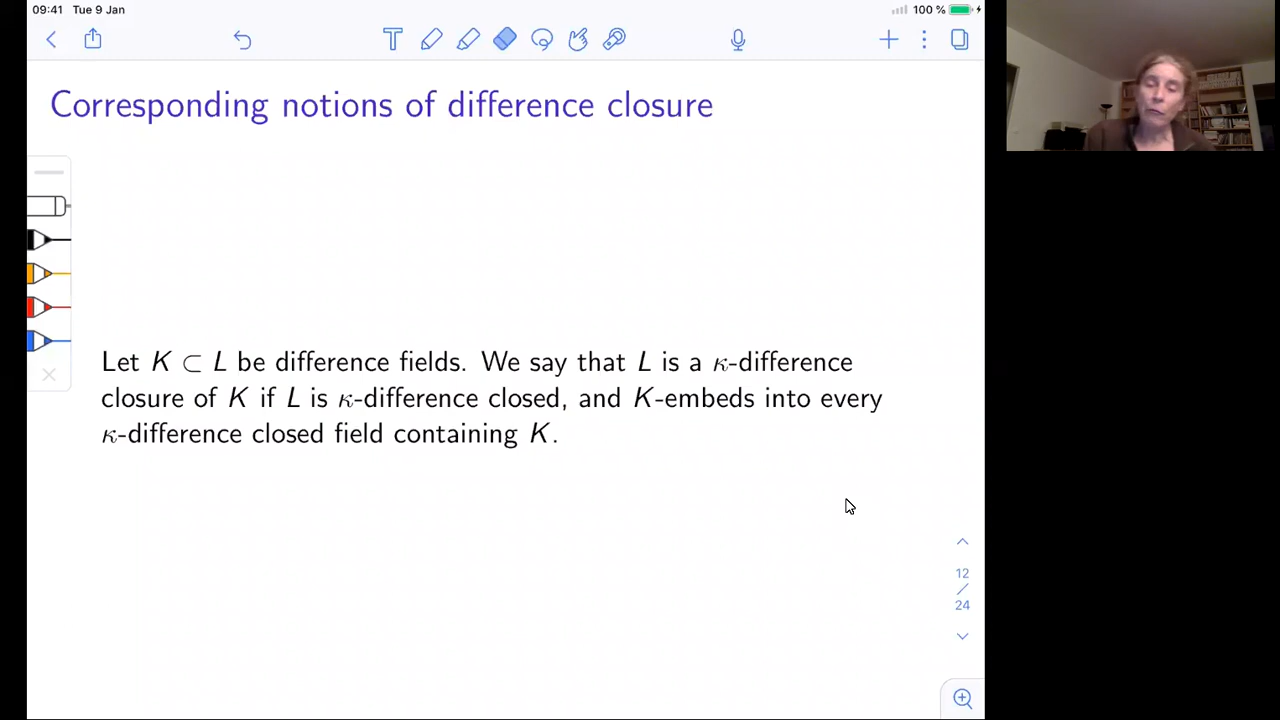 09:41 Tue 9 Jan
100 %
Corresponding notions of difference closure
Let K ⊂ L be difference fields. We say that L is a κ-difference
closure of K if L is κ-difference closed, and K-embeds into every
κ-difference closed field containing K.
12
/
24